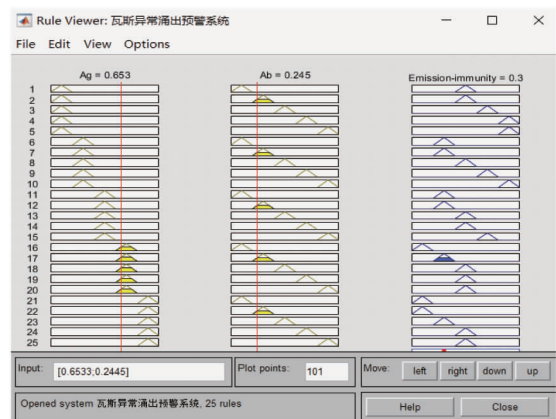 Rule Viewer: 瓦斯异常涌出预警系统
File Edit View Options
Ag = 0.653
Ab = 0.245
Emission-immunity = 0.3
1
2
3
4
5
6
7
8
9
10
11
12
13
14
15
16
17
18
19
20
21
22
23
24
25
Input: [0.6533;0.2445]
Plot points: 101
Move: left right down up
Opened system 瓦斯异常涌出预警系统, 25 rules
Help Close